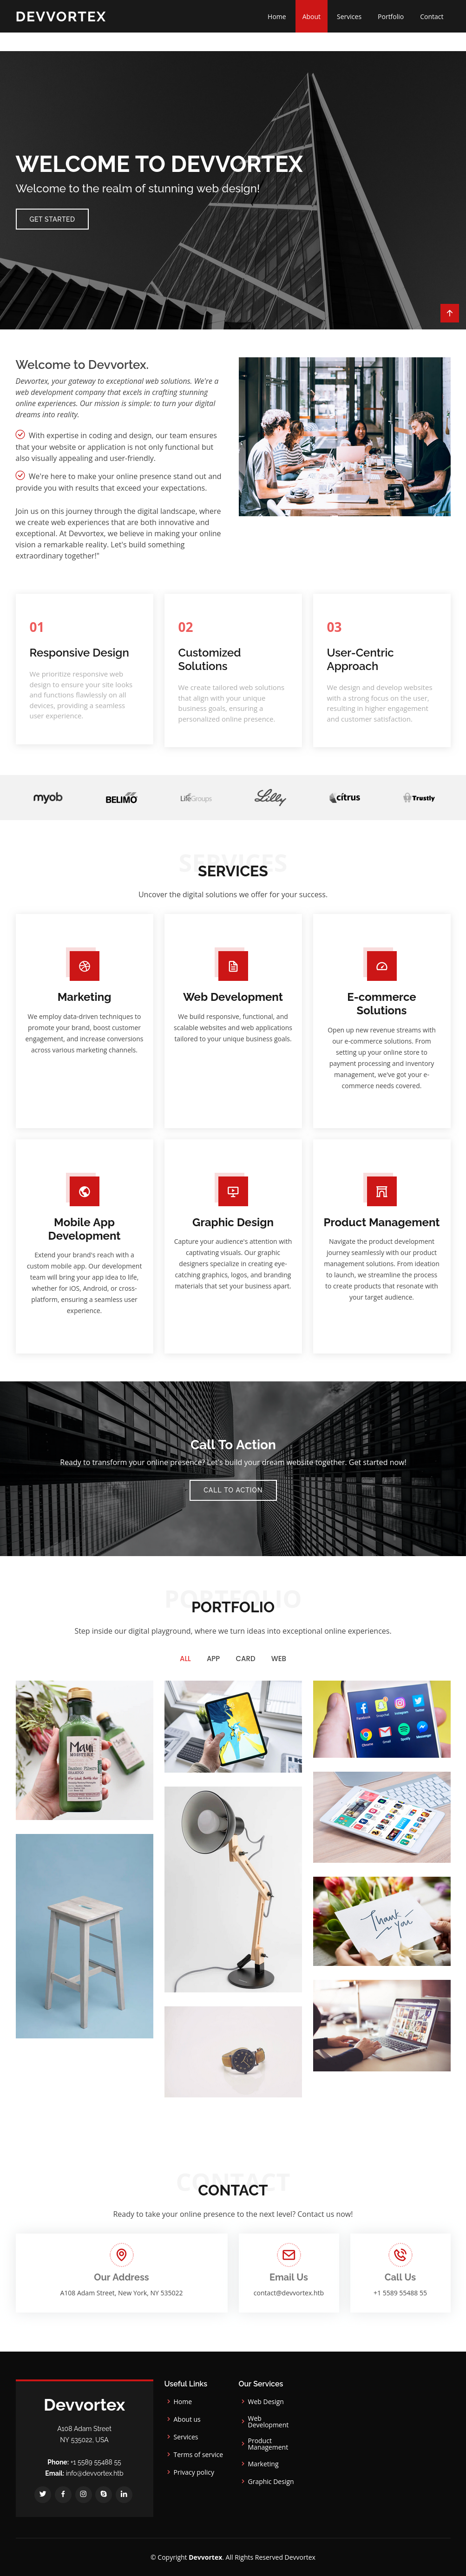 DEVVORTEX
Home
About
Services
Portfolio
Contact
WELCOME TO DEVVORTEX
Welcome to the realm of stunning web design!
GET STARTED
Welcome to Devvortex.
Devvortex, your gateway to exceptional web solutions. We're a
web development company that excels in crafting stunning
online experiences. Our mission is simple: to turn your digital
dreams into reality.
With expertise in coding and design, our team ensures
that your website or application is not only functional but
also visually appealing and user-friendly.
We're here to make your online presence stand out and
provide you with results that exceed your expectations.
Join us on this journey through the digital landscape, where
we create web experiences that are both innovative and
exceptional. At Devvortex, we believe in making your online
vision a remarkable reality. Let's build something
extraordinary together!"
01
Responsive Design
We prioritize responsive web
design to ensure your site looks
and functions flawlessly on all
devices, providing a seamless
user experience.
02
Customized
Solutions
We create tailored web solutions
that align with your unique
business goals, ensuring a
personalized online presence.
03
User-Centric
Approach
We design and develop websites
with a strong focus on the user,
resulting in higher engagement
and customer satisfaction.
myob
BELIMO
LifeGroups
Lilly
citrus
Trustly
SERVICES
SERVICES
Uncover the digital solutions we offer for your success.
Marketing
We employ data-driven techniques to
promote your brand, boost customer
engagement, and increase conversions
across various marketing channels.
Web Development
We build responsive, functional, and
scalable websites and web applications
tailored to your unique business goals.
E-commerce
Solutions
Open up new revenue streams with
our e-commerce solutions. From
setting up your online store to
payment processing and inventory
management, we've got your e-
commerce needs covered.
Mobile App
Development
Extend your brand's reach with a
custom mobile app. Our development
team will bring your app idea to life,
whether for iOS, Android, or cross-
platform, ensuring a seamless user
experience.
Graphic Design
Capture your audience's attention with
captivating visuals. Our graphic
designers specialize in creating eye-
catching graphics, logos, and branding
materials that set your business apart.
Product Management
Navigate the product development
journey seamlessly with our product
management solutions. From ideation
to launch, we streamline the process
to create products that resonate with
your target audience.
Call To Action
Ready to transform your online presence? Let's build your dream website together. Get started now!
CALL TO ACTION
PORTFOLIO
PORTFOLIO
Step inside our digital playground, where we turn ideas into exceptional online experiences.
ALL
APP
CARD
WEB
Maui
MOISTURE
Facebook
Snapchat
Instagram
Twitter
Chrome
Gmail
Spotify
Messenger
Thank
you
CONTACT
CONTACT
Ready to take your online presence to the next level? Contact us now!
Our Address
A108 Adam Street, New York, NY 535022
Email Us
contact@devvortex.htb
Call Us
+1 5589 55488 55
Devvortex
A108 Adam Street
NY 535022, USA
Phone: +1 5589 55488 55
Email: info@devvortex.htb
Useful Links
Home
About us
Services
Terms of service
Privacy policy
Our Services
Web Design
Web
Development
Product
Management
Marketing
Graphic Design
© Copyright Devvortex. All Rights Reserved Devvortex